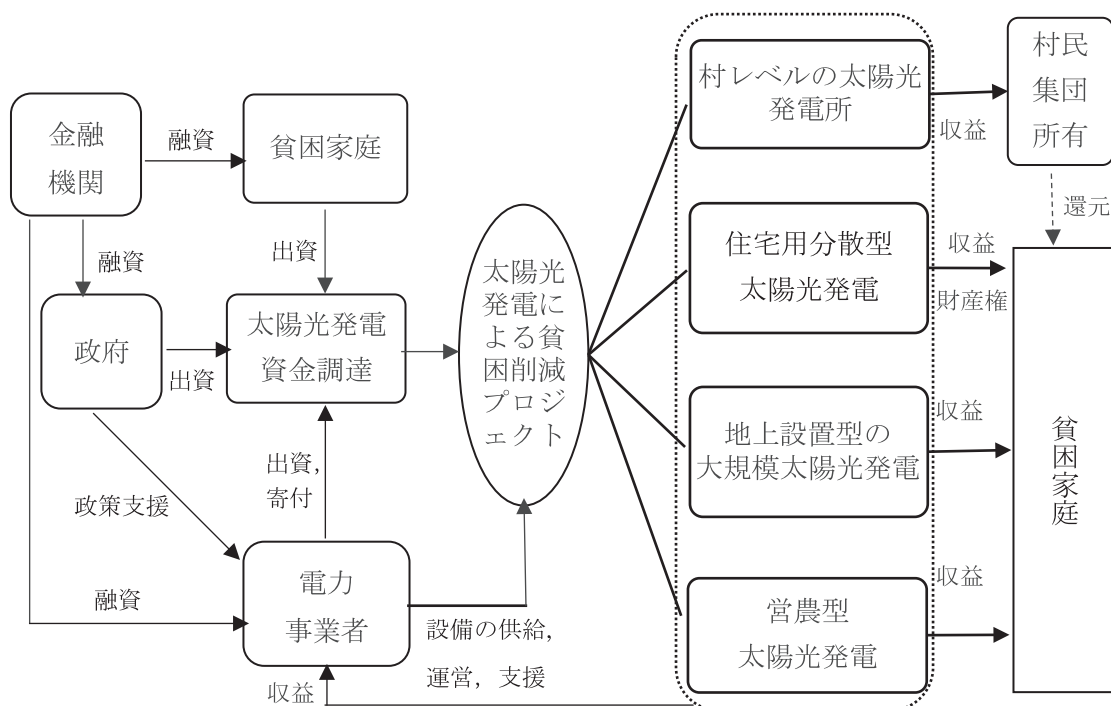 金融
機関
融資
貧困家庭
融資
出資
政府
出資
太陽光発電
資金調達
政策支援
出資，
寄付
融資
電力
事業者
収益
設備の供給，
運営，支援
太陽光
発電に
よる貧
困削減
プロジ
ェクト
村レベルの太陽光
発電所
収益
村民
集団
所有
還元
住宅用分散型
太陽光発電
収益
財産権
地上設置型の
大規模太陽光発電
収益
営農型
太陽光発電
収益
貧困家庭